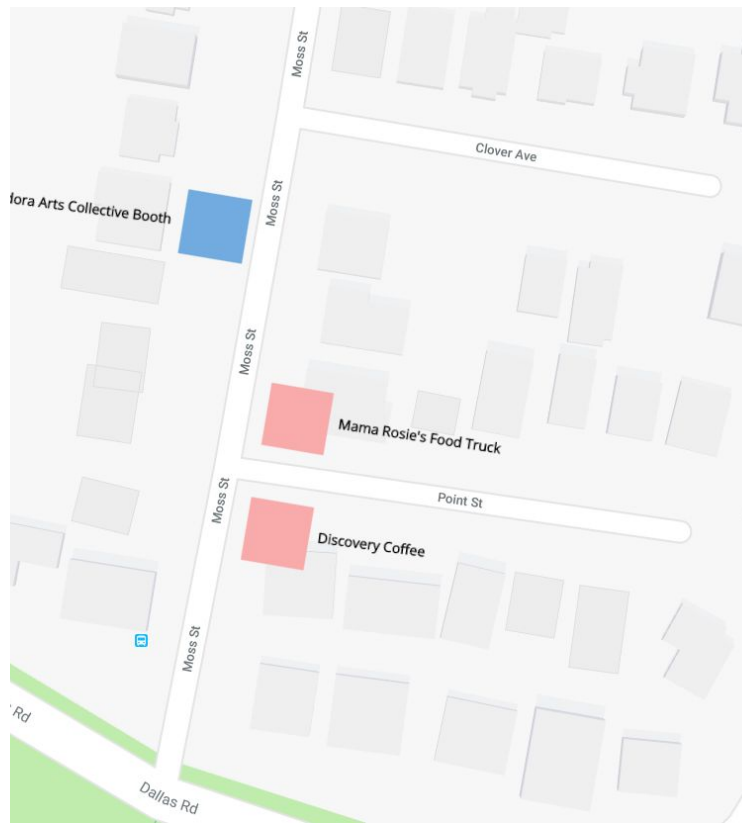 Moss St
Clover Ave
Moss St
dora Arts Collective Booth
Moss St
Mama Rosie's Food Truck
Moss St
Point St
Discovery Coffee
Moss St
Rd
Dallas Rd